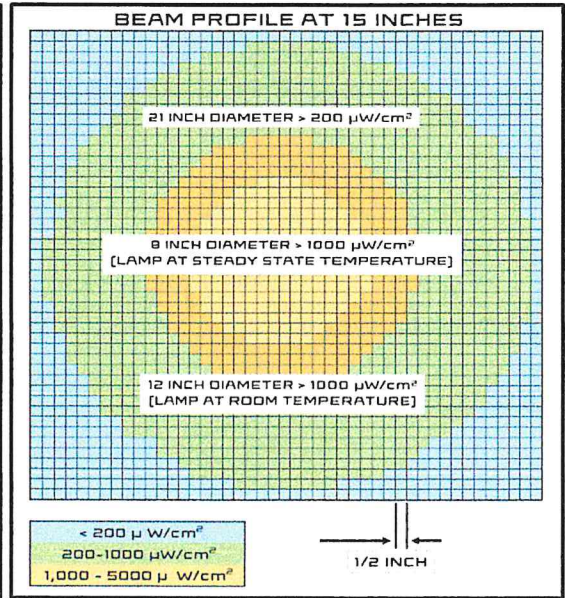 BEAM PROFILE AT 15 INCHES
21 INCH DIAMETER > 200 µW/cm²
8 INCH DIAMETER > 1000 µW/cm²
[LAMP AT STEADY STATE TEMPERATURE]
12 INCH DIAMETER > 1000 µW/cm²
[LAMP AT ROOM TEMPERATURE]
< 200 µ W/cm²
200-1000 µW/cm²
1,000 - 5000 µ W/cm²
1/2 INCH